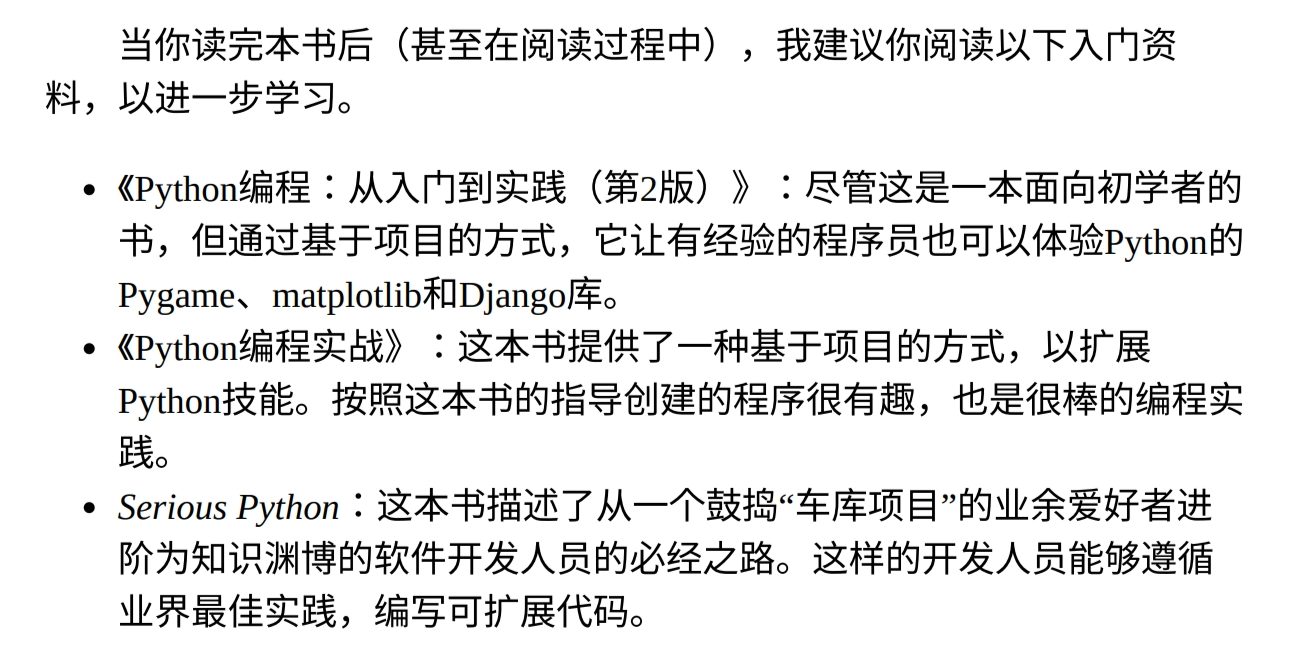 当你读完本书后（甚至在阅读过程中），我建议你阅读以下入门资
料，以进一步学习。
• 《Python编程：从入门到实践（第2版）》：尽管这是一本面向初学者的
书，但通过基于项目的方式，它让有经验的程序员也可以体验Python的
Pygame、matplotlib和Django库。
• 《Python编程实战》：这本书提供了一种基于项目的方式，以扩展
Python技能。按照这本书的指导创建的程序很有趣，也是很棒的编程实
践。
• Serious Python：这本书描述了从一个鼓捣“车库项目”的业余爱好者进
阶为知识渊博的软件开发人员的必经之路。这样的开发人员能够遵循
业界最佳实践，编写可扩展代码。